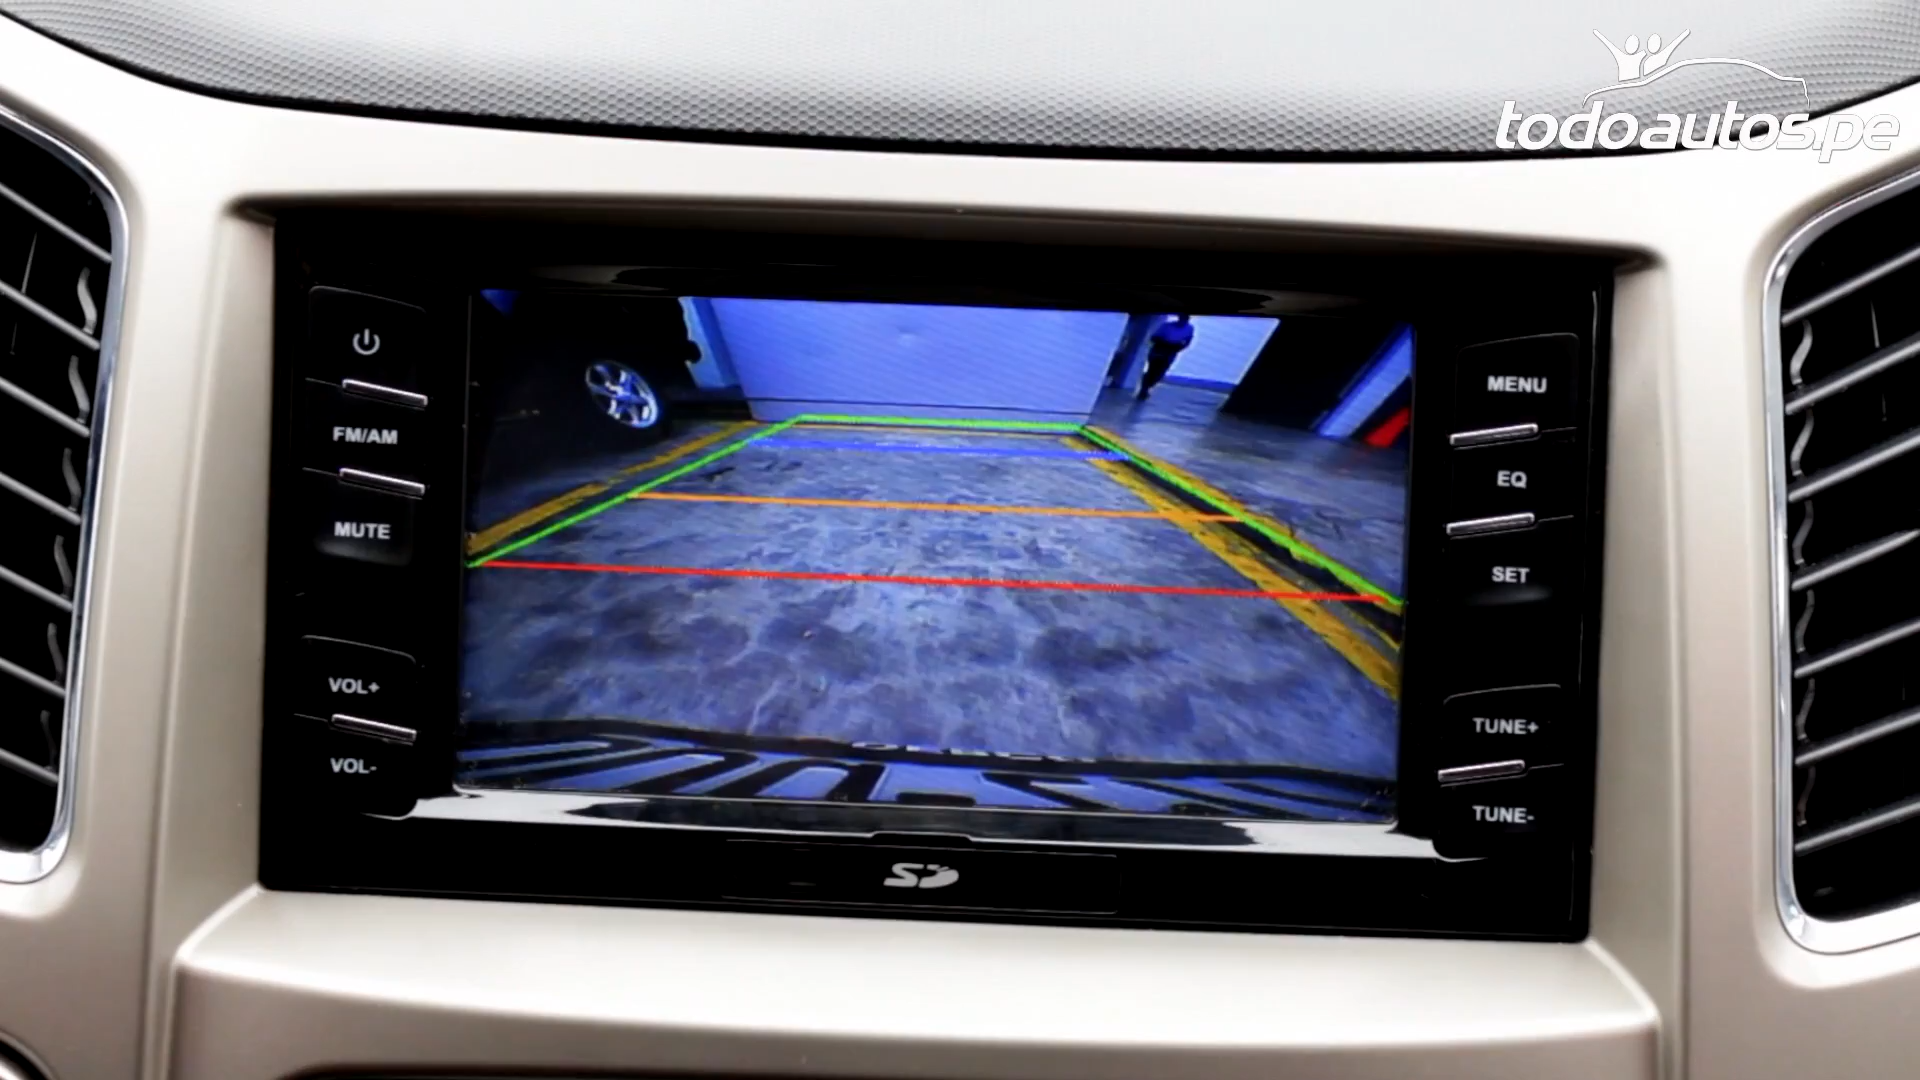 todoautos.pe
FM/AM
MUTE
VOL+
VOL-
MENU
EQ
SET
TUNE+
TUNE-
SD